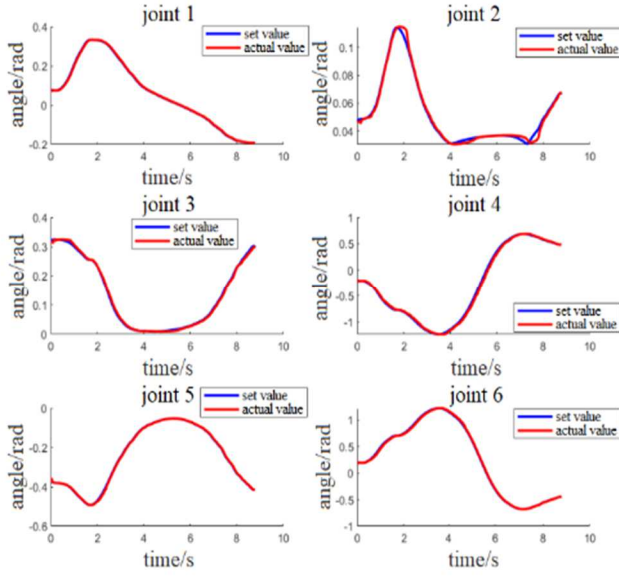 joint 1
set value
actual value
angle/rad
0.4
0.2
0
-0.2
0 2 4 6 8 10
time/s
joint 2
set value
actual value
angle/rad
0.1
0.08
0.06
0.04
0 2 4 6 8 10
time/s
joint 3
set value
actual value
angle/rad
0.4
0.3
0.2
0.1
0
0 2 4 6 8 10
time/s
joint 4
set value
actual value
angle/rad
1
0.5
0
-0.5
-1
0 2 4 6 8 10
time/s
joint 5
set value
actual value
angle/rad
0
-0.2
-0.4
-0.6
0 2 4 6 8 10
time/s
joint 6
set value
actual value
angle/rad
1
0.5
0
-0.5
-1
0 2 4 6 8 10
time/s